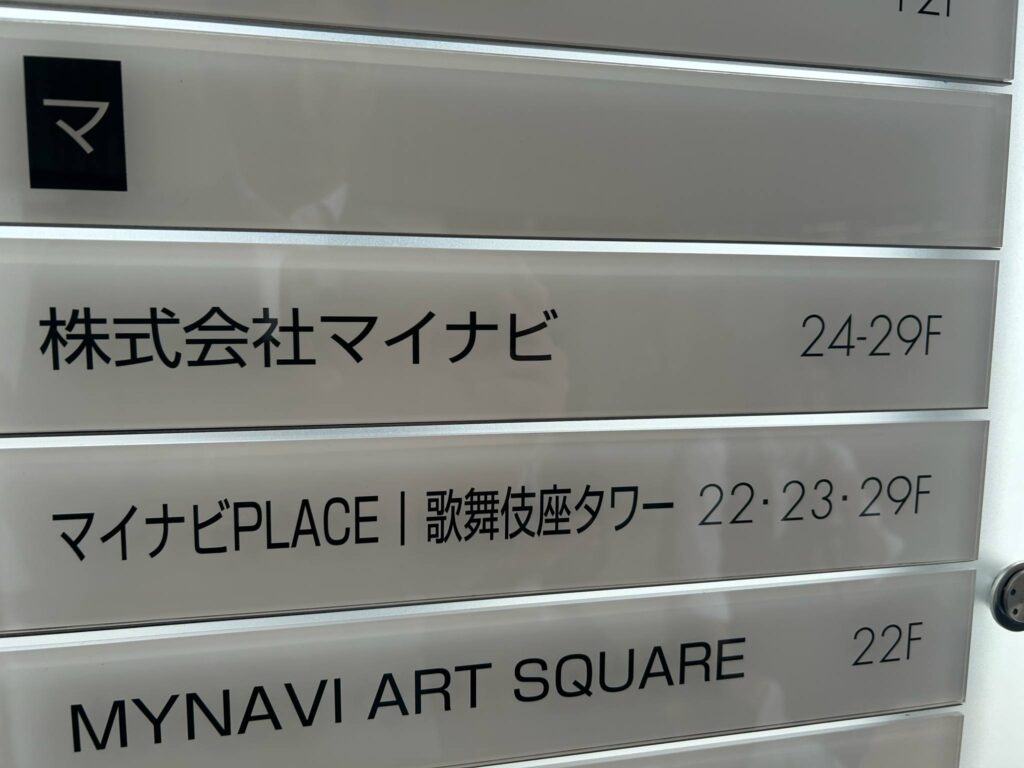 12F
マ
株式会社マイナビ 24-29F
マイナビPLACE | 歌舞伎座タワー 22・23・29F
MYNAVI ART SQUARE 22F